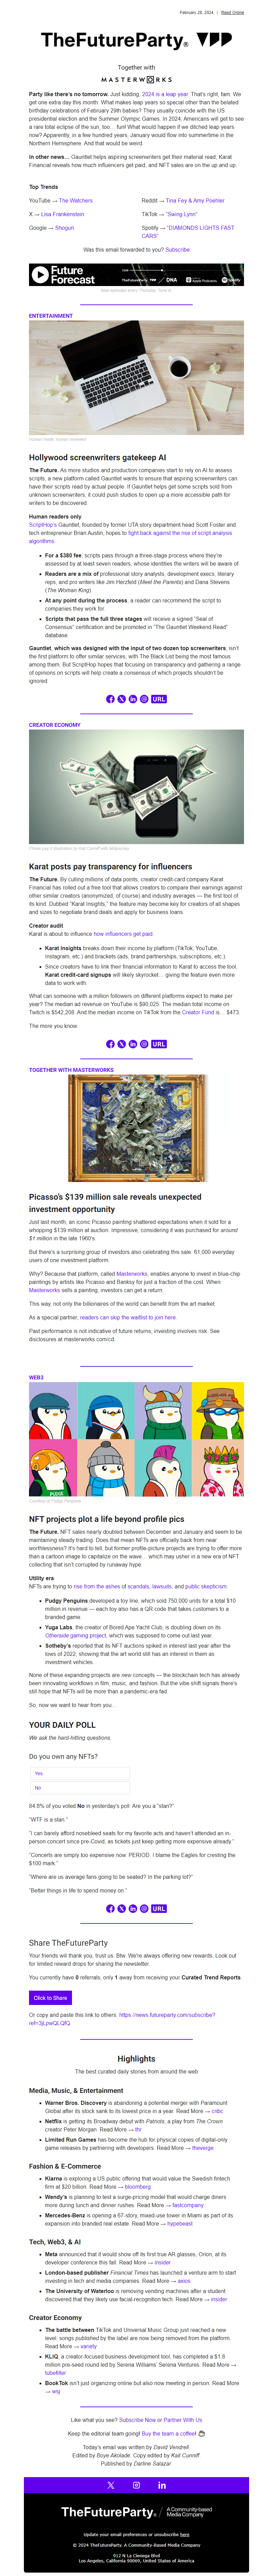 February 28, 2024 | Read Online
TheFutureParty®
Together with
MASTERWORKS
Party like there's no tomorrow. Just kidding, 2024 is a leap year. That's right, fam. We
get an extra day this month. What makes leap years so special other than the annual
birthday celebrations of February 29th babies? They usually coincide with the US
presidential elections and the Summer Olympic Games. In 2024, Americans will get to see
a rare total eclipse of the sun, too… but What would happen if we ditched leap years
now? Apparently, in a few hundred years, January would flow into summertime in the
Northern Hemisphere. And that would be weird.
In other news… Gauntlet helps aspiring screenwriters get their material read, Karat
Financial reveals how much influencers get paid, and NFT sales are on the up and up.
Top Trends
YouTube → The Watchers
Reddit → Tina Fey & Amy Poehler
X → Lisa Frankenstein
TikTok → "Swing Lynn"
Google → Shogun
Spotify → "DIAMONDS LIGHTS FAST
CARS"
Was this email forwarded to you? Subscribe.
Future
Forecast
ENTERTAINMENT
Human made, human reviewed
Hollywood screenwriters gatekeep AI
The Future. As more studios and production companies start to rely on AI to assess
scripts, a new platform called Gauntlet wants to ensure that aspiring screenwriters can
have their scripts read by actual people. If Gauntlet helps get some scripts sold from
unknown screenwriters, it could push studios to open up a more accessible path for
writers to be discovered.
Human readers only
ScriptHop's Gauntlet, founded by former UTA story department head Scott Foster and
tech entrepreneur Brian Austin, hopes to fight back against the rise of script analysis
algorithms.
For a $380 fee, scripts pass through a three-stage process where they're
assessed by at least seven readers, whose identities the writers will be aware of.
Readers are a mix of professional story analysts, development execs, literary
reps, and pro writers like Jim Herzfeld (Meet the Parents) and Dana Stevens
(The Woman King).
At any point during the process, a reader can recommend the script to
companies they work for.
Scripts that pass the full three stages will receive a signed "Seal of
Consensus" certification and be promoted in "The Gauntlet Weekend Read"
database.
Gauntlet, which was designed with the input of two dozen top screenwriters, isn't
the first platform to offer similar services, with The Black List being the most famous
among them. But ScriptHop hopes that focusing on transparency and gathering a range
of opinions on scripts will help create a consensus of which projects shouldn't be
ignored.
URL
CREATOR ECONOMY
Phone pay // Illustration by Kait Cunniff with Midjourney
Karat posts pay transparency for influencers
The Future. By culling millions of data points, creator credit-card company Karat
Financial has rolled out a free tool that allows creators to compare their earnings against
other similar creators (anonymized, of course) and industry averages — the first tool of
its kind. Dubbed "Karat Insights," the feature may become key for creators of all shapes
and sizes to negotiate brand deals and apply for business loans.
Creator audit
Karat is about to influence how influencers get paid.
Karat Insights breaks down their income by platform (TikTok, YouTube,
Instagram, etc.) and brackets (ads, brand partnerships, subscriptions, etc.).
Since creators have to link their financial information to Karat to access the tool,
Karat credit-card signups will likely skyrocket… giving the feature even more
data to work with.
What can someone with a million followers on different platforms expect to make per
year? The median ad revenue on YouTube is $90,025. The median total income on
Twitch is $542,208. And the median income on TikTok from the Creator Fund is… $473.
The more you know.
URL
TOGETHER WITH MASTERWORKS
Picasso's $139 million sale reveals unexpected
investment opportunity
Just last month, an iconic Picasso painting shattered expectations when it sold for a
whopping $139 million at auction. Impressive, considering it was purchased for around
$1 million in the late 1960's.
But there's a surprising group of investors also celebrating this sale: 61,000 everyday
users of one investment platform.
Why? Because that platform, called Masterworks, enables anyone to invest in blue-chip
paintings by artists like Picasso and Banksy for just a fraction of the cost. When
Masterworks sells a painting, investors can get a return.
This way, not only the billionaires of the world can benefit from the art market.
As a special partner, readers can skip the waitlist to join here.
Past performance is not indicative of future returns; investing involves risk. See
disclosures at masterworks.com/cd.
WEB3
Courtesy of Pudgy Penguins
NFT projects plot a life beyond profile pics
The Future. NFT sales nearly doubled between December and January and seem to be
maintaining steady trading. Does that mean NFTs are officially back from near
worthlessness? It's hard to tell, but former profile-picture projects are trying to offer more
than a cartoon image to capitalize on the wave… which may usher in a new era of NFT
collecting that isn't totally corrupted by runaway hype.
Utility era
NFTs are trying to rise from the ashes of scandals, lawsuits, and public skepticism.
Pudgy Penguins developed a toy line, which sold 750,000 units for a total $10
million in revenue — each toy also has a QR code that takes customers to a
branded game.
Yuga Labs, the creator of Bored Ape Yacht Club, is doubling down on its
Otherside gaming project, which was supposed to come out last year.
Sotheby's reported that its NFT auctions spiked in interest last year after the
lows of 2022, showing that the art world still has an interest in them as
investment vehicles.
None of these expanding projects are new concepts — the blockchain tech has already
been innovating workflows in film, music, and fashion. But the utility shape shows there's
still hope that NFTs will be more than a pandemic-era fad.
So, now we want to hear from you…
YOUR DAILY POLL
We ask the hard-hitting questions.
Do you own any NFTs?
Yes
No
84.8% of you voted No in yesterday's poll: Are you a "stan?"
"WTF is a stan."
"I can barely afford nosebleed seats for my favorite acts and haven't attended an in-
person concert since pre-Covid, as tickets just keep getting more expensive always."
"Concerts are simply too expensive now. PERIOD. I blame the Eagles for cresting the
$100 mark."
"Where are us average fans going to be seated? In the parking lot?"
"Better things in life to spend money on."
URL
Share TheFutureParty
Your friends will thank you, trust us. Btw: We're always offering new rewards. Look out
for limited reward drops for sharing the newsletter.
You currently have 0 referrals, only 1 away from receiving your Curated Trend Reports.
Click to Share
Or copy and paste this link to others: https://news.futureparty.com/subscribe?
Highlights
The best curated daily stories from around the web
Media, Music, & Entertainment
Warner Bros. Discovery is abandoning a potential merger with Paramount
Global after its stock sank to its lowest price in a year. Read More → cnbc
Netflix is getting its Broadway debut with Patriots, a play from The Crown
creator Peter Morgan. Read More → thr
Limited Run Games has become the hub for physical copies of digital-only
game releases by partnering with developers. Read More → theverge
Fashion & E-Commerce
Klarna is exploring a US public offering that would value the Swedish fintech
firm at $20 billion. Read More → bloomberg
Wendy's is planning to test a surge-pricing model that would charge diners
more during lunch and dinner rushes. Read More → fastcompany
Mercedes-Benz is opening a 67-story, mixed-use tower in Miami as part of its
expansion into branded real estate. Read More → hypebeast
Tech, Web3, & AI
Meta announced that it would show off its first true AR glasses, Orion, at its
developer conference this fall. Read More → insider
London-based publisher Financial Times has launched a venture arm to start
investing in tech and media companies. Read More → axios
The University of Waterloo is removing vending machines after a student
discovered that they likely use facial-recognition tech. Read More → insider
Creator Economy
The battle between TikTok and Universal Music Group just reached a new
level: songs published by the label are now being removed from the platform.
Read More → variety
KLIQ, a creator-focused business development tool, has completed a $1.8
million pre-seed round led by Serena Williams' Serena Ventures. Read More →
tubefilter
BookTok isn't just organizing online but also now meeting in person. Read More
→ wsj
Like what you see? Subscribe Now or Partner With Us.
Keep the editorial team going! Buy the team a coffee!
Today's email was written by David Vendrell.
Edited by Boye Akolade. Copy edited by Kait Cunniff.
Published by Darline Salazar.
TheFutureParty® / A Community-based
Media Company
Update your email preferences or unsubscribe here
© 2024 TheFutureParty. A Community-Based Media Company
912 N La Cienega Blvd
Los Angeles, California 90069, United States of America